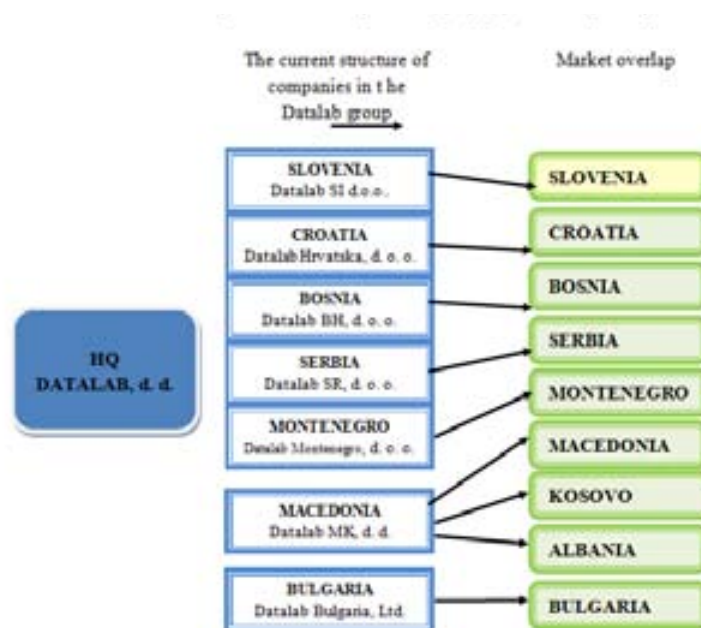 The current structure of
companies in t he
Datalab group
Market overlap
HQ
DATALAB, d. d.
SLOVENIA
Datalab SI d.o.o.
CROATIA
Datalab Hrvatska, d. o. o.
BOSNIA
Datalab BH, d. o. o.
SERBIA
Datalab SR, d. o. o.
MONTENEGRO
Datalab Montenegro, d. o. o.
MACEDONIA
Datalab MK, d. d.
BULGARIA
Datalab Bulgaria, Ltd.
SLOVENIA
CROATIA
BOSNIA
SERBIA
MONTENEGRO
MACEDONIA
KOSOVO
ALBANIA
BULGARIA